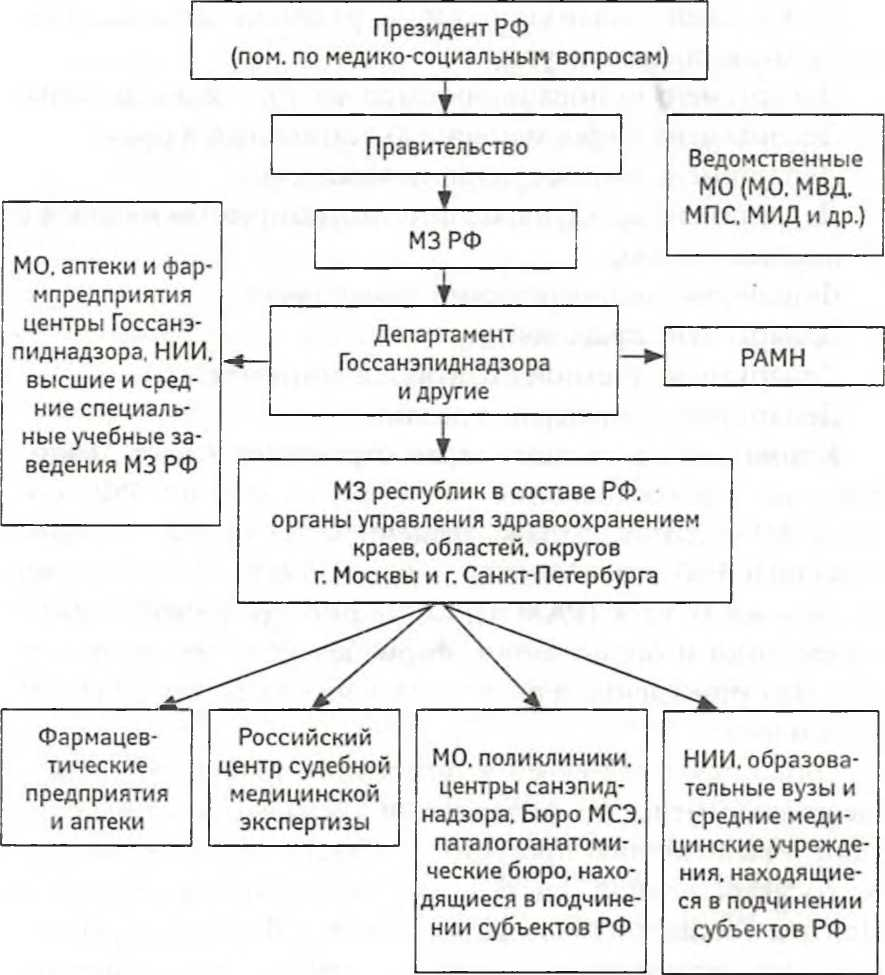 Президент РФ
(пом. по медико-социальным вопросам)
Правительство
Ведомственные
МО (МО, МВД,
МПС, МИД и др.)
МЗ РФ
МО, аптеки и фар-
мпредприятия
центры Госсанэ-
пиднадзора, НИИ,
высшие и сред-
ние специаль-
ные учебные за-
ведения МЗ РФ
Департамент
Госсанэпиднадзора
и другие
РАМН
МЗ республик в составе РФ,
органы управления здравоохранением
краев, областей, округов
г. Москвы и г. Санкт-Петербурга
Фармацев-
тические
предприятия
и аптеки
Российский
центр судебной
медицинской
экспертизы
МО, поликлиники,
центры санэпид-
надзора, Бюро МСЭ,
паталогоанатоми-
ческие бюро, нахо-
дящиеся в подчине-
нии субъектов РФ
НИИ, образова-
тельные вузы и
средние меди-
цинские учрежде-
ния, находящие-
ся в подчинении
субъектов РФ